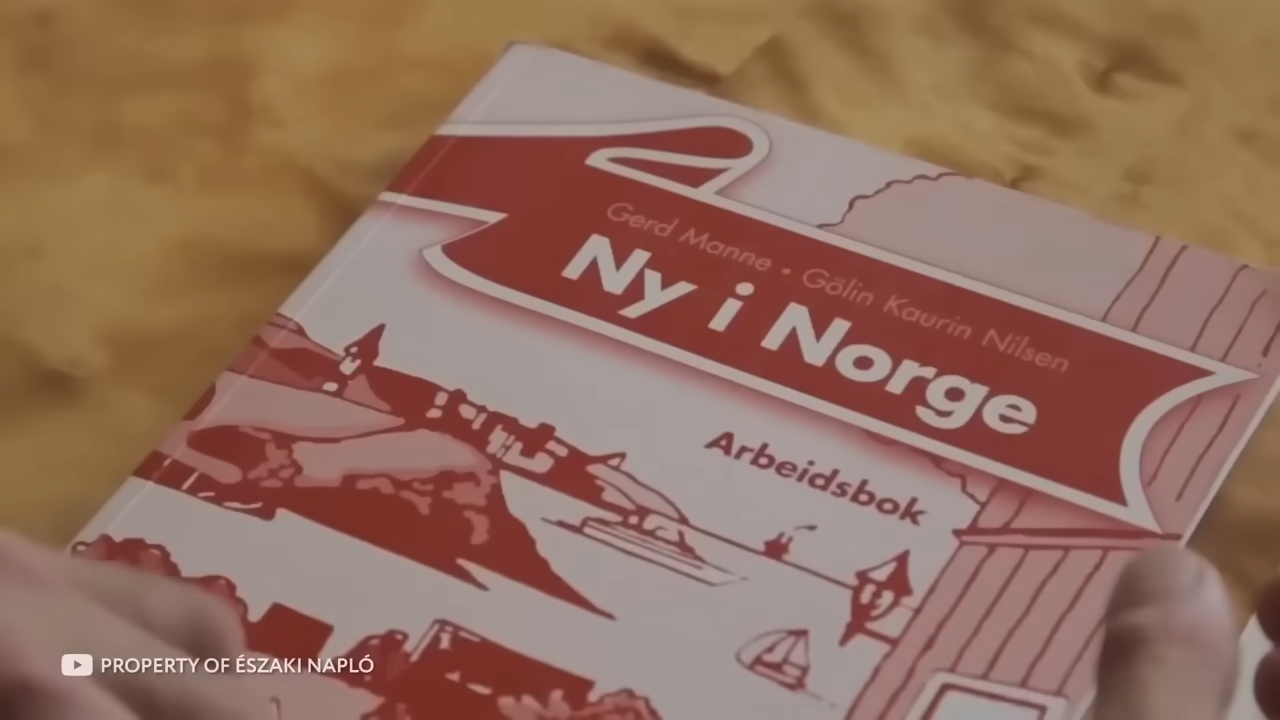 Gerd Manne • Gölin Kaurin Nilsen
Ny i Norge
Arbeidsbok
PROPERTY OF ÉSZAKI NAPLÓ